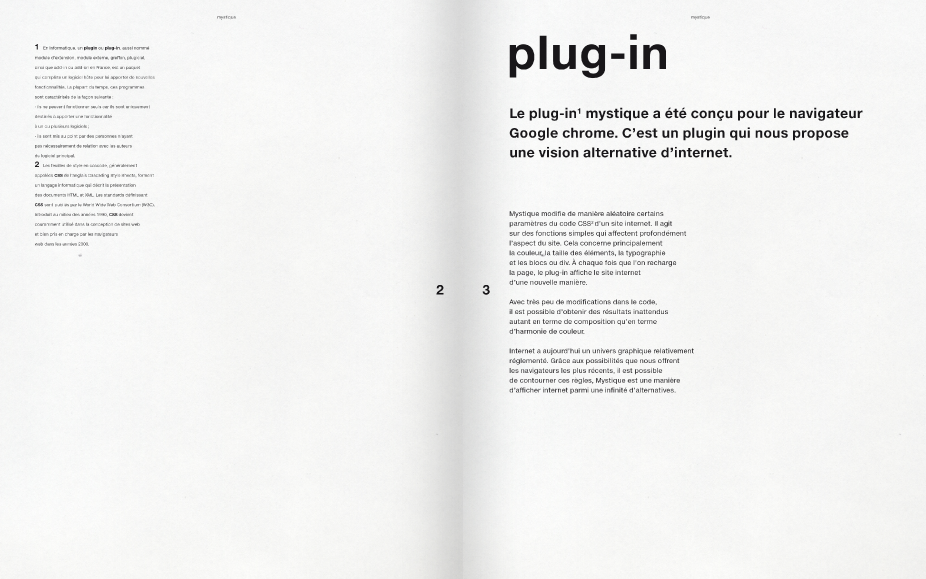 mystique
1 En informatique, un plugin ou plug-in, aussi nommé
module d'extension, module externe, greffon, plugiciel,
ainsi que add-in ou add-on en France, est un paquet
qui complète un logiciel hôte pour lui apporter de nouvelles
fonctionnalités. La plupart du temps, ces programmes
sont caractérisés de la façon suivante :
- ils ne peuvent fonctionner seuls car ils sont uniquement
destinés à apporter une fonctionnalité
à un ou plusieurs logiciels ;
- ils sont mis au point par des personnes n'ayant
pas nécessairement de relation avec les auteurs
du logiciel principal.
2 Les feuilles de style en cascade, généralement
appelées CSS de l'anglais Cascading Style Sheets, forment
un langage informatique qui décrit la présentation
des documents HTML et XML. Les standards définissant
CSS sont publiés par le World Wide Web Consortium (W3C).
Introduit au milieu des années 1990, CSS devient
couramment utilisé dans la conception de sites web
et bien pris en charge par les navigateurs
web dans les années 2000.
2
mystique
plug-in
Le plug-in¹ mystique a été conçu pour le navigateur
Google chrome. C'est un plugin qui nous propose
une vision alternative d'internet.
Mystique modifie de manière aléatoire certains
paramètres du code CSS² d'un site internet. Il agit
sur des fonctions simples qui affectent profondément
l'aspect du site. Cela concerne principalement
la couleur, la taille des éléments, la typographie
et les blocs ou div. À chaque fois que l'on recharge
la page, le plug-in affiche le site internet
d'une nouvelle manière.
3
Avec très peu de modifications dans le code,
il est possible d'obtenir des résultats inattendus
autant en terme de composition qu'en terme
d'harmonie de couleur.
Internet a aujourd'hui un univers graphique relativement
réglementé. Grâce aux possibilités que nous offrent
les navigateurs les plus récents, il est possible
de contourner ces règles, Mystique est une manière
d'afficher internet parmi une infinité d'alternatives.